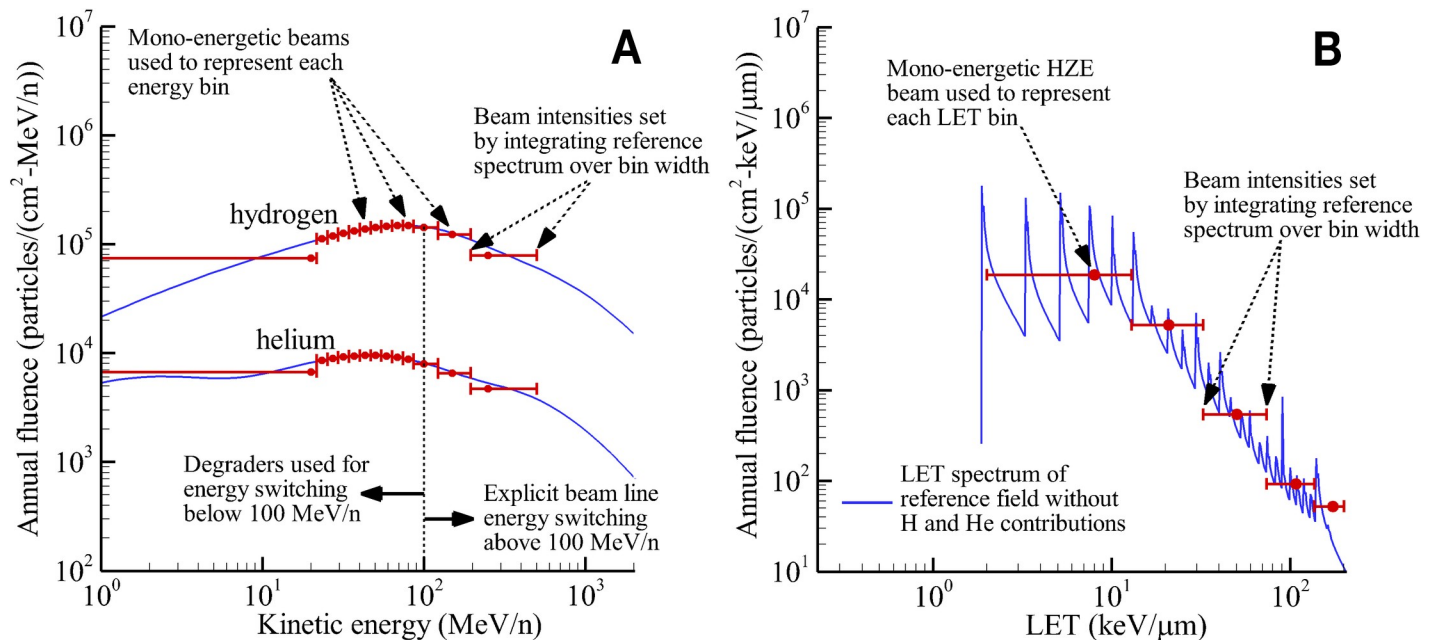 A
Mono-energetic beams
used to represent each
energy bin
Beam intensities set
by integrating reference
spectrum over bin width
hydrogen
helium
Degraders used for
energy switching
below 100 MeV/n
Explicit beam line
energy switching
above 100 MeV/n
Annual fluence (particles/(cm²-MeV/n))
10⁷
10⁶
10⁵
10⁴
10³
10²
10⁰
10¹
10²
10³
Kinetic energy (MeV/n)
B
Mono-energetic HZE
beam used to represent
each LET bin
Beam intensities set
by integrating reference
spectrum over bin width
LET spectrum of
reference field without
H and He contributions
Annual fluence (particles/(cm²-keV/μm))
10⁷
10⁶
10⁵
10⁴
10³
10²
10¹
10⁰
10¹
10²
LET (keV/μm)